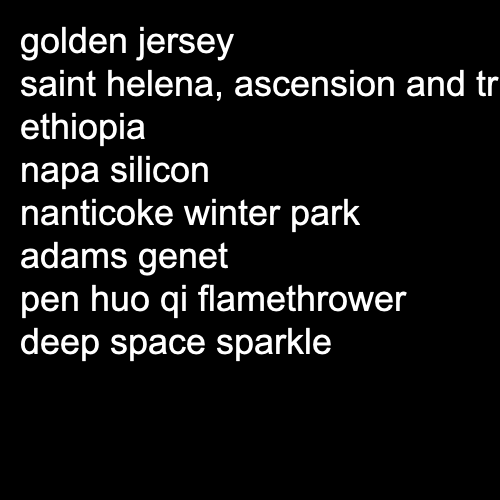 golden jersey
saint helena, ascension and tr
ethiopia
napa silicon
nanticoke winter park
adams genet
pen huo qi flamethrower
deep space sparkle